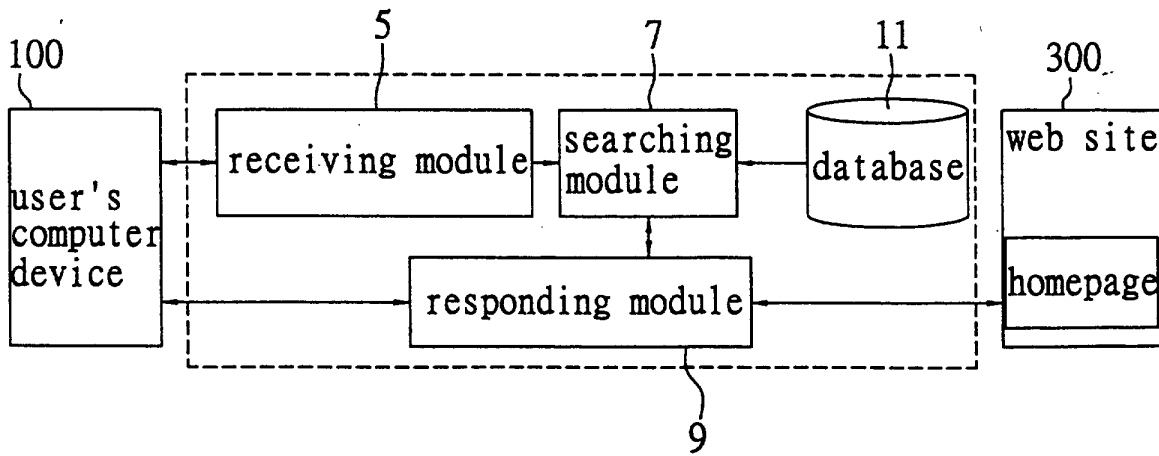 100
5
7
11
300
user's
computer
device
receiving module
searching
module
database
web site
homepage
responding module
9